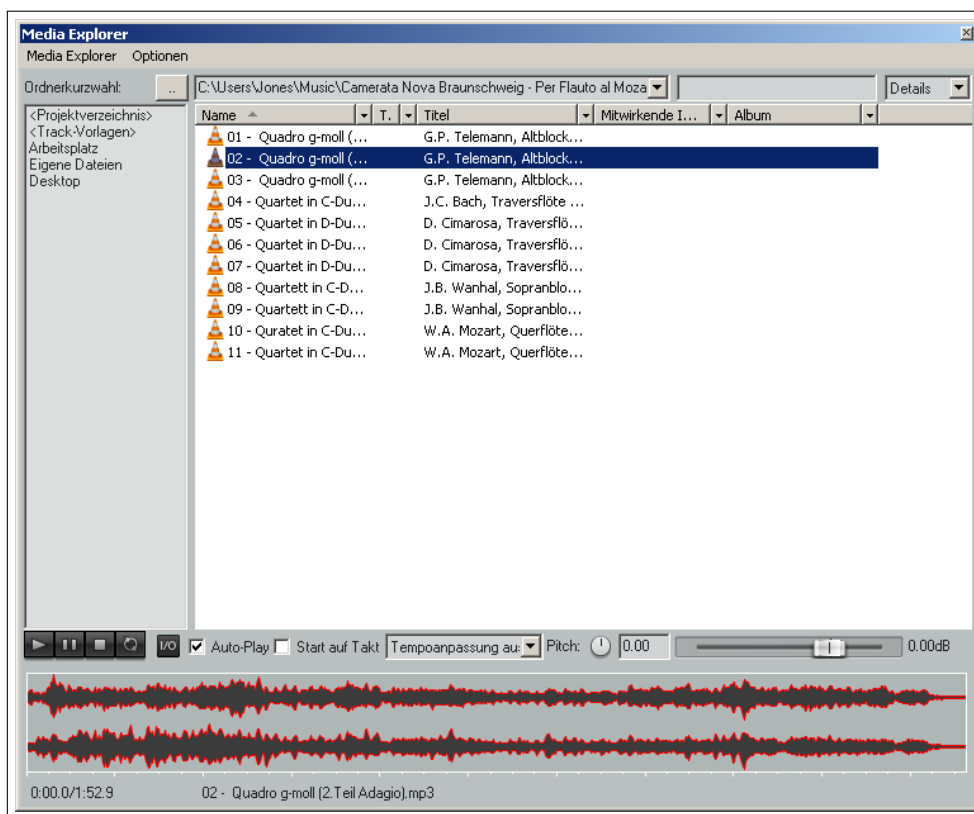 Media Explorer
Media Explorer Optionen
Ordnerkurzwahl: .. C:\Users\Jones\Music\Camerata Nova Braunschweig - Per Flauto al Moza Details
<Projektverzeichnis>
<Track-Vorlagen>
Arbeitsplatz
Eigene Dateien
Desktop
Name T. Titel Mitwirkende I... Album
01 - Quadro g-moll (... G.P. Telemann, Altblock...
02 - Quadro g-moll (... G.P. Telemann, Altblock...
03 - Quadro g-moll (... G.P. Telemann, Altblock...
04 - Quartet in C-Du... J.C. Bach, Traversflöte ...
05 - Quartet in D-Du... D. Cimarosa, Traversflö...
06 - Quartet in D-Du... D. Cimarosa, Traversflö...
07 - Quartet in D-Du... D. Cimarosa, Traversflö...
08 - Quartett in C-D... J.B. Wanhal, Sopranblo...
09 - Quartett in C-D... J.B. Wanhal, Sopranblo...
10 - Quratet in C-Du... W.A. Mozart, Querflöte...
11 - Quartet in C-Du... W.A. Mozart, Querflöte...
I/O Auto-Play Start auf Takt Tempoanpassung au: Pitch: 0.00 0.00dB
0:00.0/1:52.9 02 - Quadro g-moll (2.Teil Adagio).mp3